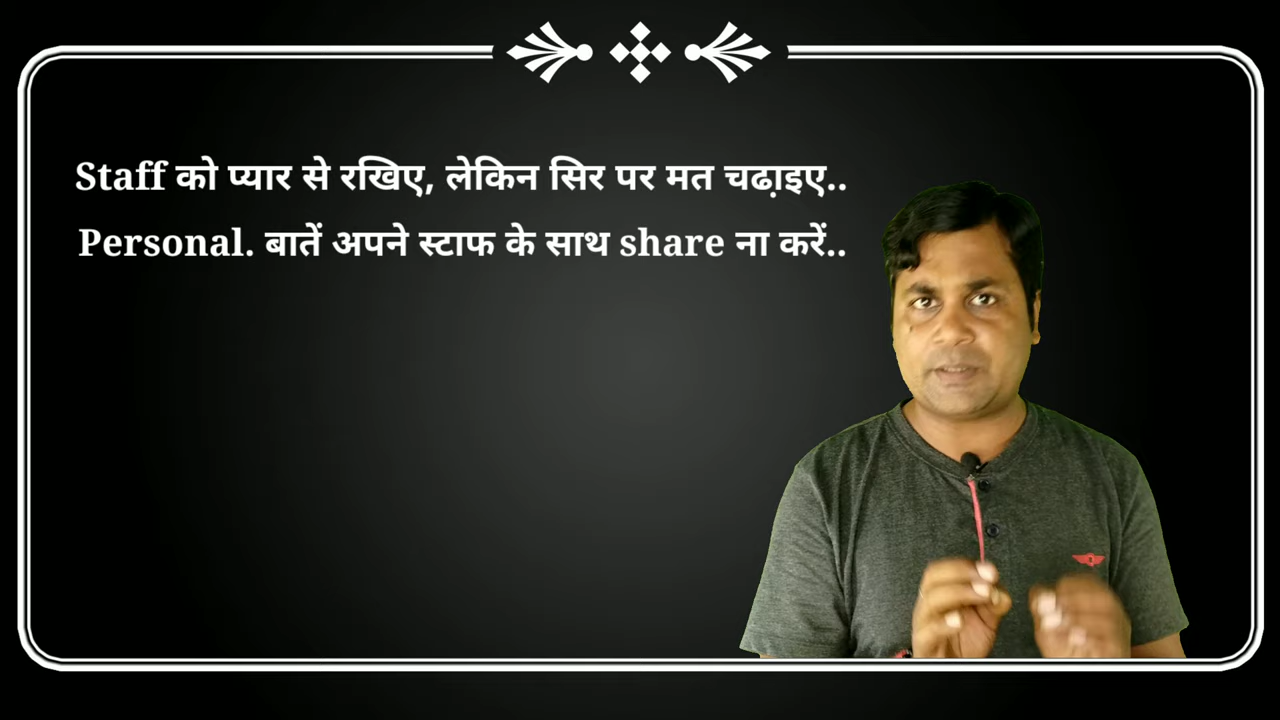 Staff को प्यार से रखिए, लेकिन सिर पर मत चढा़इए..
Personal. बातें अपने स्टाफ के साथ share ना करें..